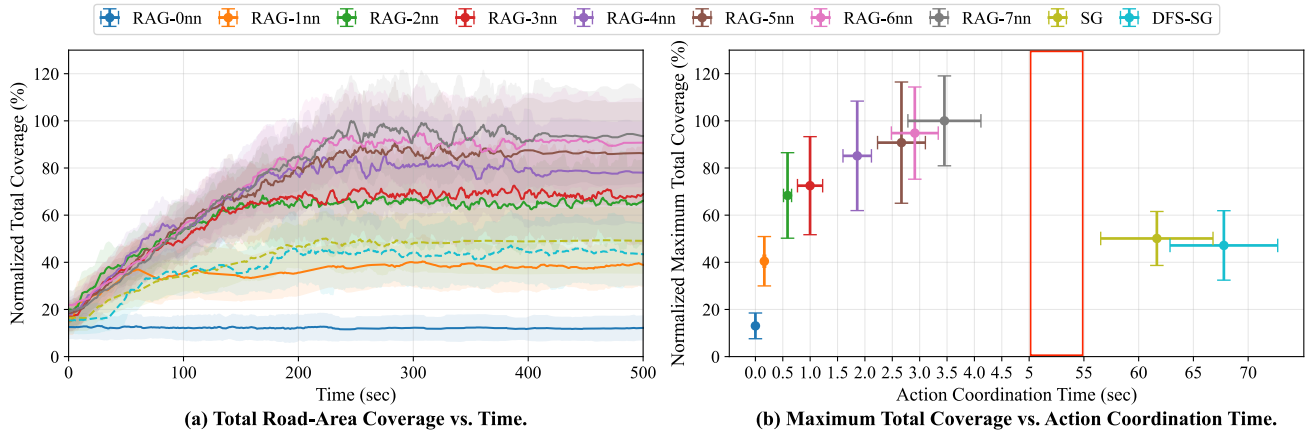 RAG-0nn RAG-1nn RAG-2nn RAG-3nn RAG-4nn RAG-5nn RAG-6nn RAG-7nn SG DFS-SG
Normalized Total Coverage (%)
120
100
80
60
40
20
0
0 100 200 300 400 500
Time (sec)
(a) Total Road-Area Coverage vs. Time.
Normalized Maximum Total Coverage (%)
120
100
80
60
40
20
0
0.0 0.5 1.0 1.5 2.0 2.5 3.0 3.5 4.0 4.5 5 55 60 65 70
Action Coordination Time (sec)
(b) Maximum Total Coverage vs. Action Coordination Time.